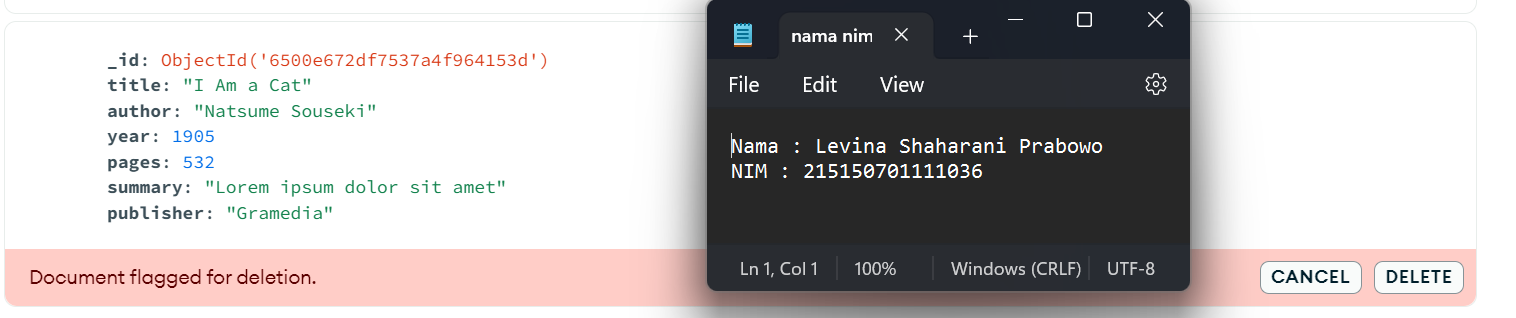 _id: ObjectId('6500e672df7537a4f964153d')
title: "I Am a Cat"
author: "Natsume Souseki"
year: 1905
pages: 532
summary: "Lorem ipsum dolor sit amet"
publisher: "Gramedia"
Document flagged for deletion.
CANCEL DELETE
nama nim
File Edit View
Nama : Levina Shaharani Prabowo
NIM : 215150701111036
Ln 1, Col 1 100% Windows (CRLF) UTF-8